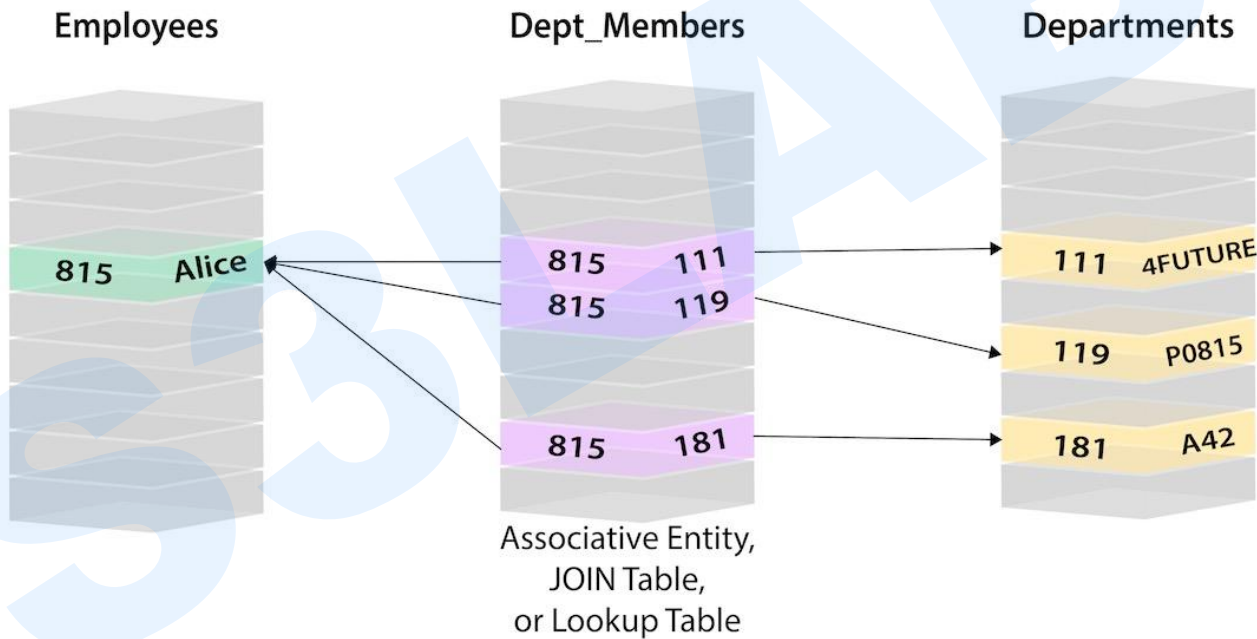 Employees
Dept_Members
Departments
815 Alice
815 111
815 119
815 181
111 4FUTURE
119 P0815
181 A42
Associative Entity,
JOIN Table,
or Lookup Table
S3LAB